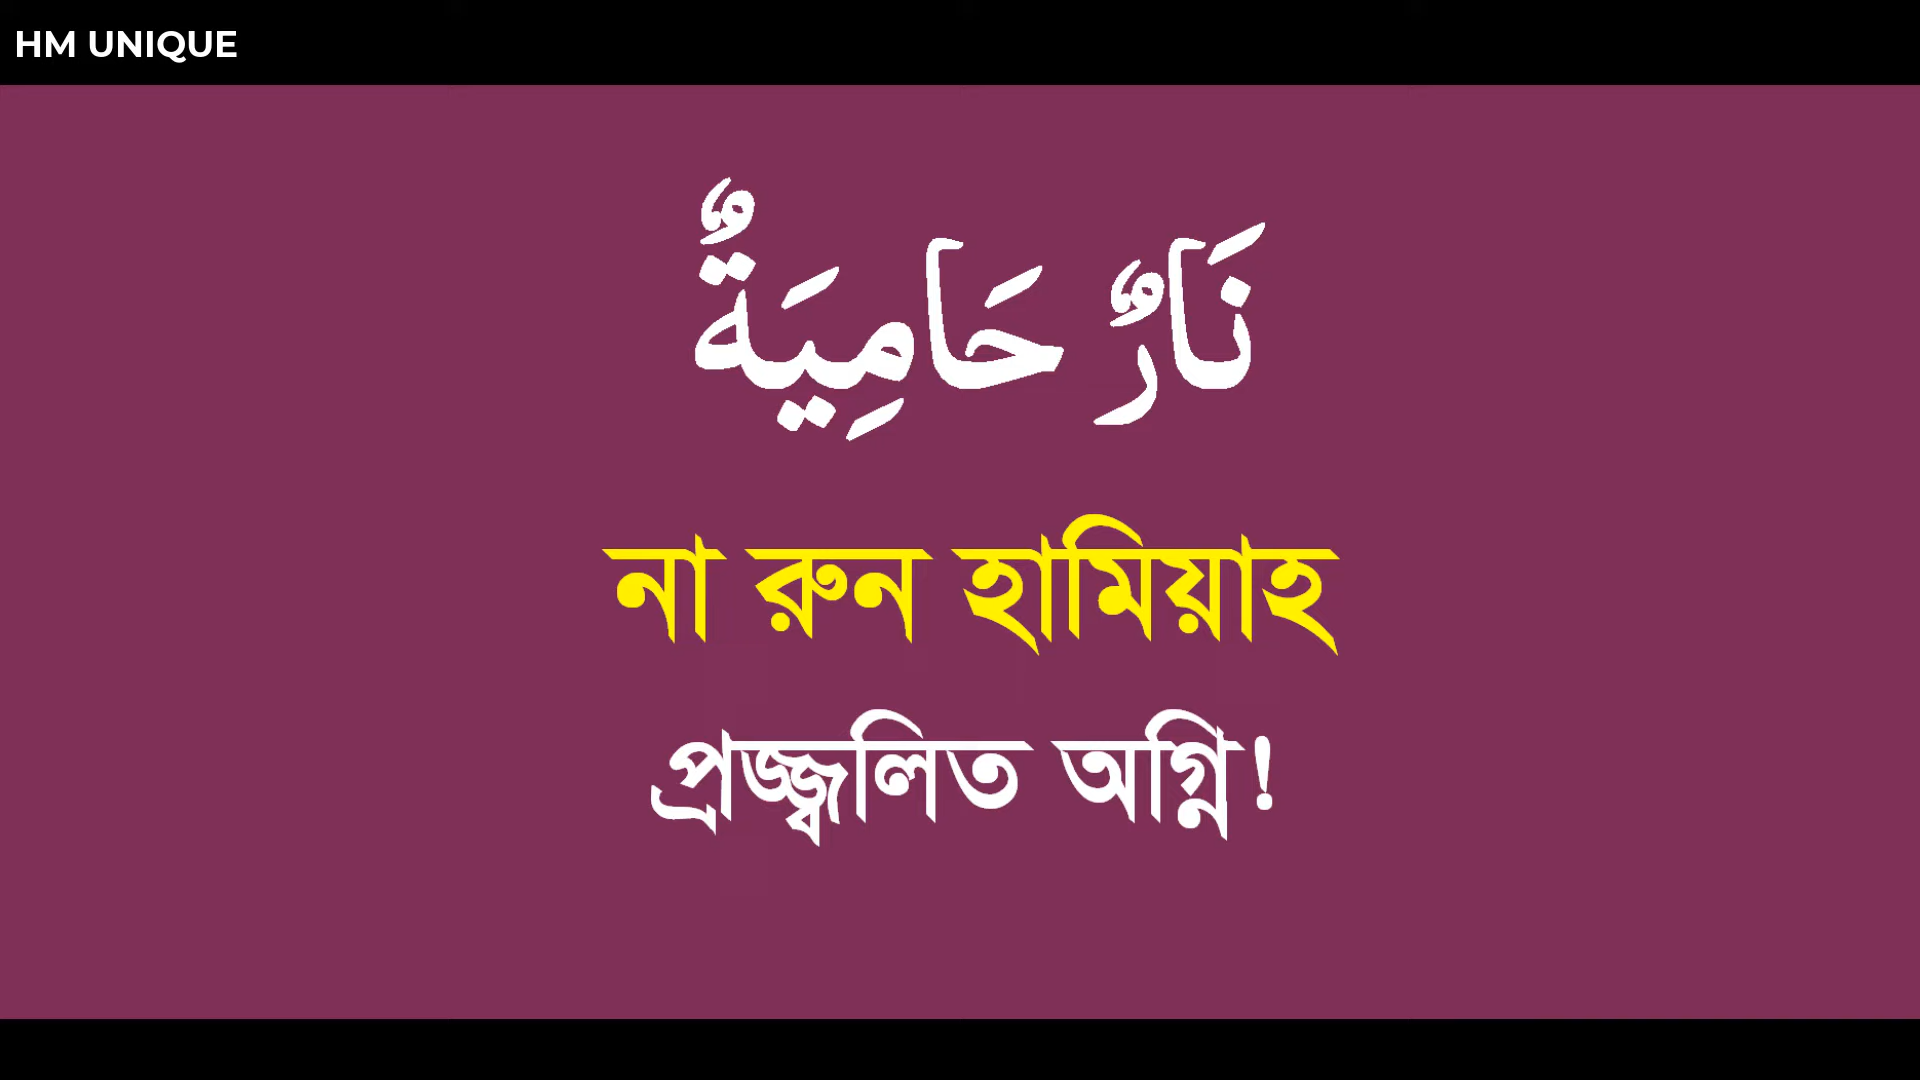 HM UNIQUE
نَارٌ حَامِيَةٌ
না রুন হামিয়াহ
প্রজ্জ্বলিত অগ্নি!